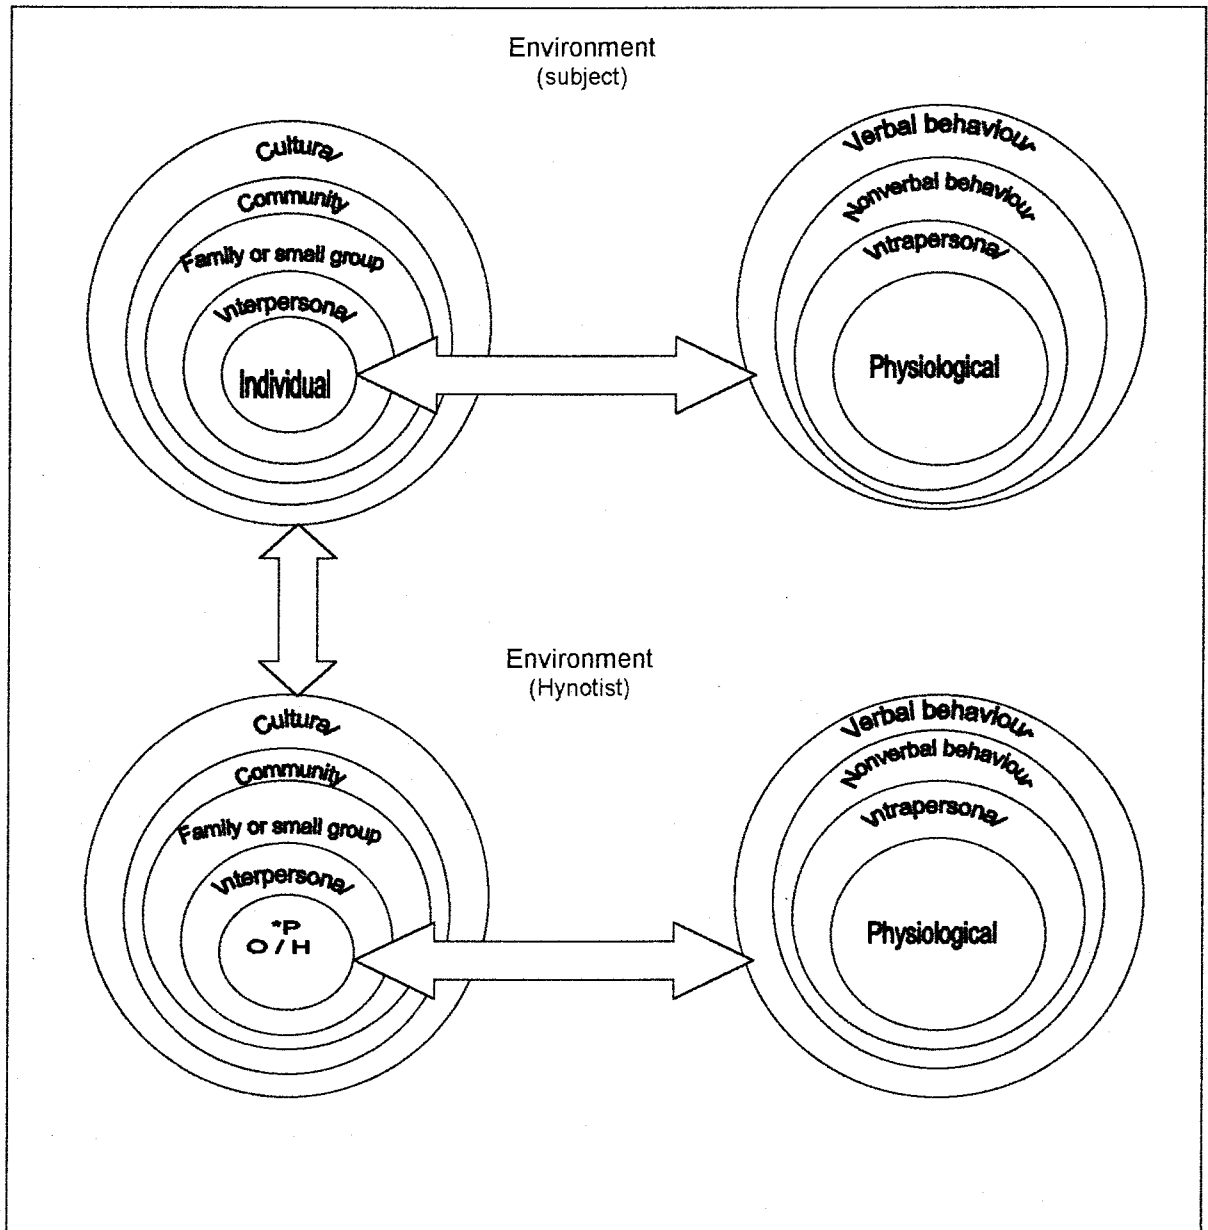 Environment
(subject)
Cultural
Community
Family or small group
Interpersonal
Individual
Verbal behaviour
Nonverbal behaviour
Intrapersonal
Physiological
Environment
(Hynotist)
Cultural
Community
Family or small group
Interpersonal
*P
O / H
Verbal behaviour
Nonverbal behaviour
Intrapersonal
Physiological